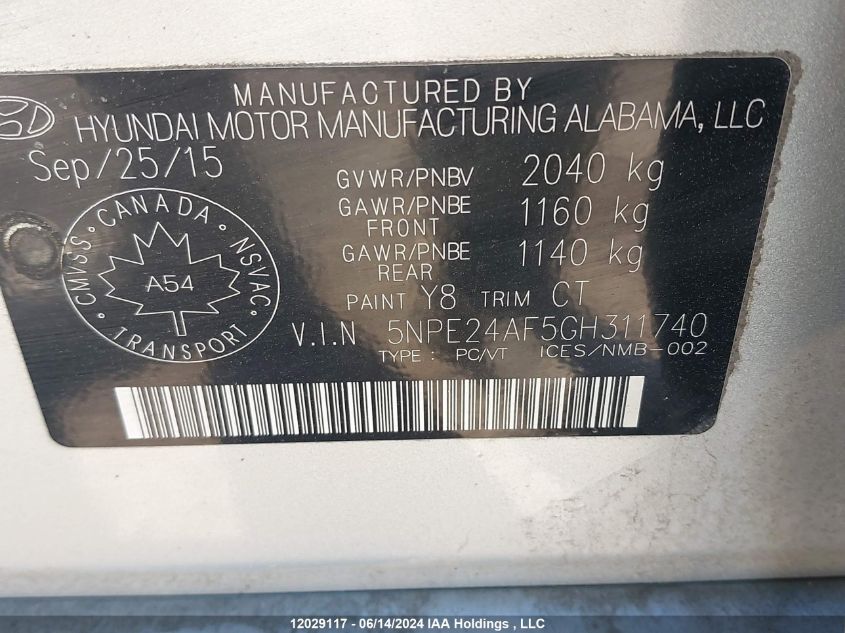 MANUFACTURED BY
HYUNDAI MOTOR MANUFACTURING ALABAMA, LLC
Sep/25/15
GVWR/PNBV 2040 kg
GAWR/PNBE FRONT 1160 kg
GAWR/PNBE REAR 1140 kg
PAINT Y8 TRIM CT
V.I.N 5NPE24AF5GH311740
TYPE : PC/VT ICES/NMB-002
CANADA
CMVSS NSVAC
A54
TRANSPORT
12029117 - 06/14/2024 IAA Holdings , LLC